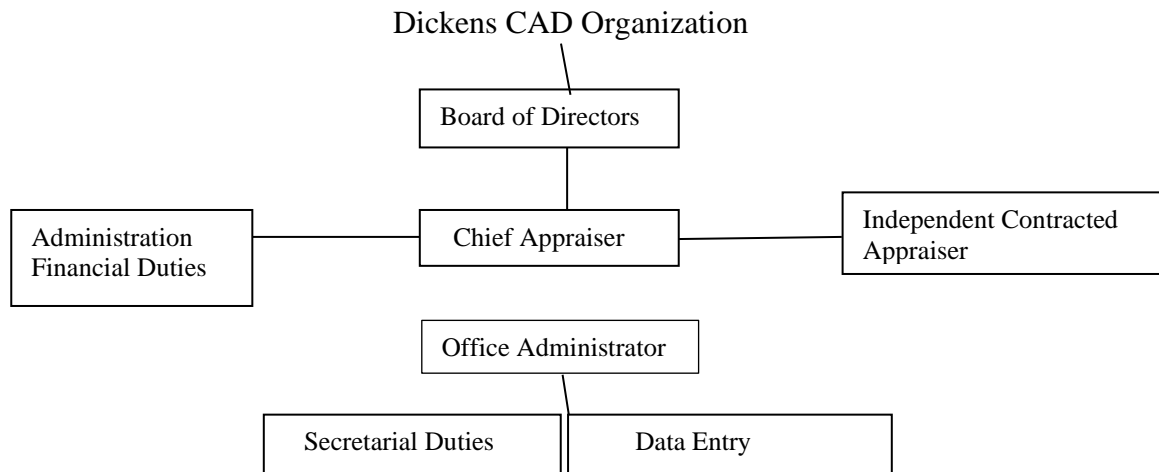 Dickens CAD Organization
Board of Directors
Administration
Financial Duties
Chief Appraiser
Independent Contracted
Appraiser
Office Administrator
Secretarial Duties
Data Entry